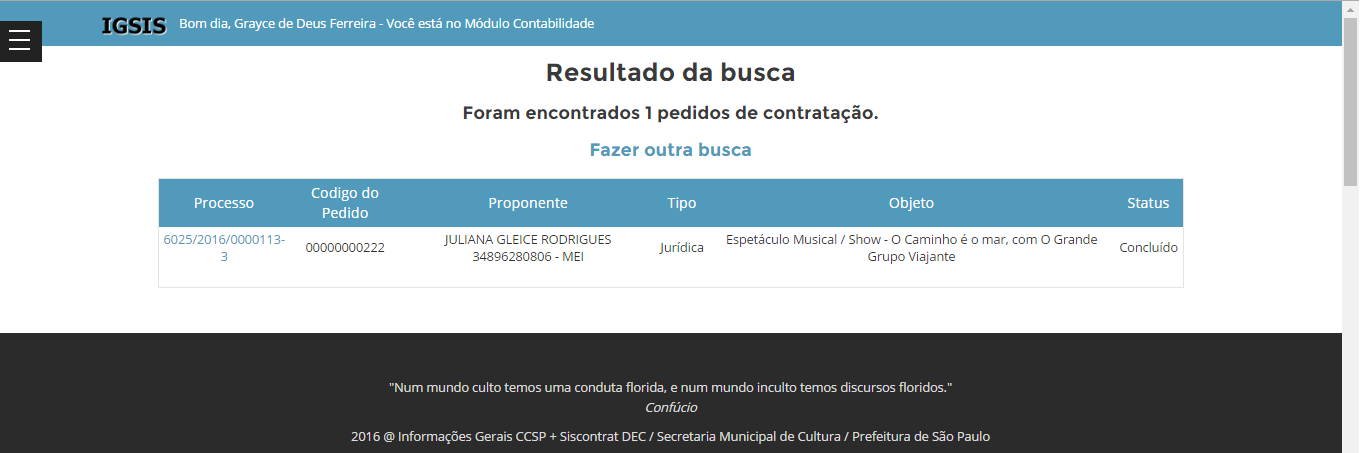 IGSIS Bom dia, Grayce de Deus Ferreira - Você está no Módulo Contabilidade
Resultado da busca
Foram encontrados 1 pedidos de contratação.
Fazer outra busca
Processo Codigo do Pedido Proponente Tipo Objeto Status
6025/2016/0000113-3 00000000222 JULIANA GLEICE RODRIGUES 34896280806 - MEI Jurídica Espetáculo Musical / Show - O Caminho é o mar, com O Grande Grupo Viajante Concluído
"Num mundo culto temos uma conduta florida, e num mundo inculto temos discursos floridos."
Confúcio
2016 @ Informações Gerais CCSP + Siscontrat DEC / Secretaria Municipal de Cultura / Prefeitura de São Paulo